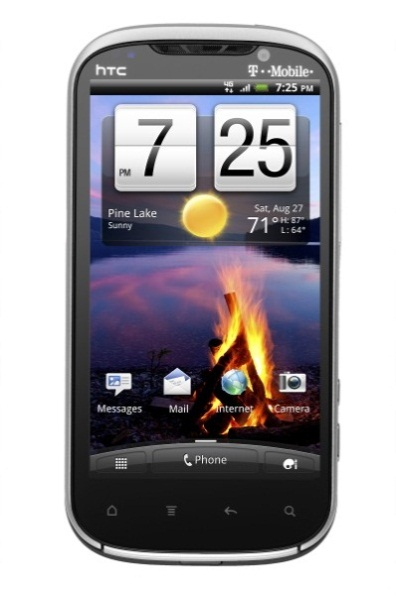 hTC T··Mobile·
4G 7:25 PM
PM 7 25
Pine Lake
Sunny
Sat, Aug 27
71° H: 87°
L: 64°
Messages Mail Internet Camera
Phone